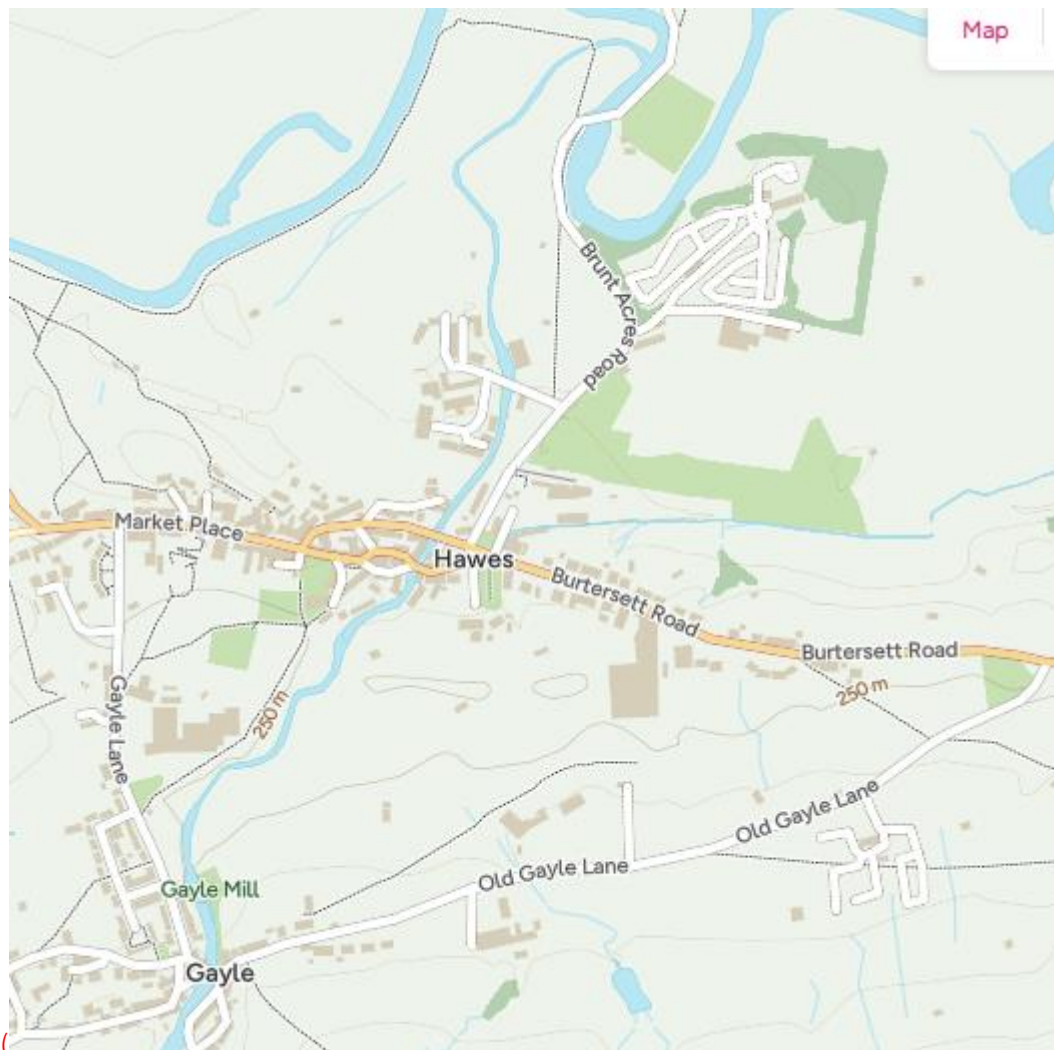 Map
Brunt Acres Road
Market Place
Hawes
Burtersett Road
Burtersett Road
250 m
250 m
Gayle Lane
Old Gayle Lane
Old Gayle Lane
Gayle Mill
Gayle
(